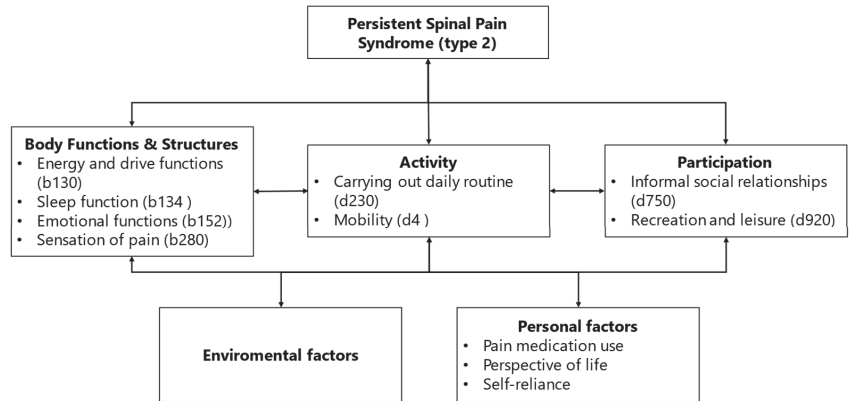 Persistent Spinal Pain
Syndrome (type 2)
Body Functions & Structures
• Energy and drive functions
(b130)
• Sleep function (b134 )
• Emotional functions (b152))
• Sensation of pain (b280)
Activity
• Carrying out daily routine
(d230)
• Mobility (d4 )
Participation
• Informal social relationships
(d750)
• Recreation and leisure (d920)
Enviromental factors
Personal factors
• Pain medication use
• Perspective of life
• Self-reliance